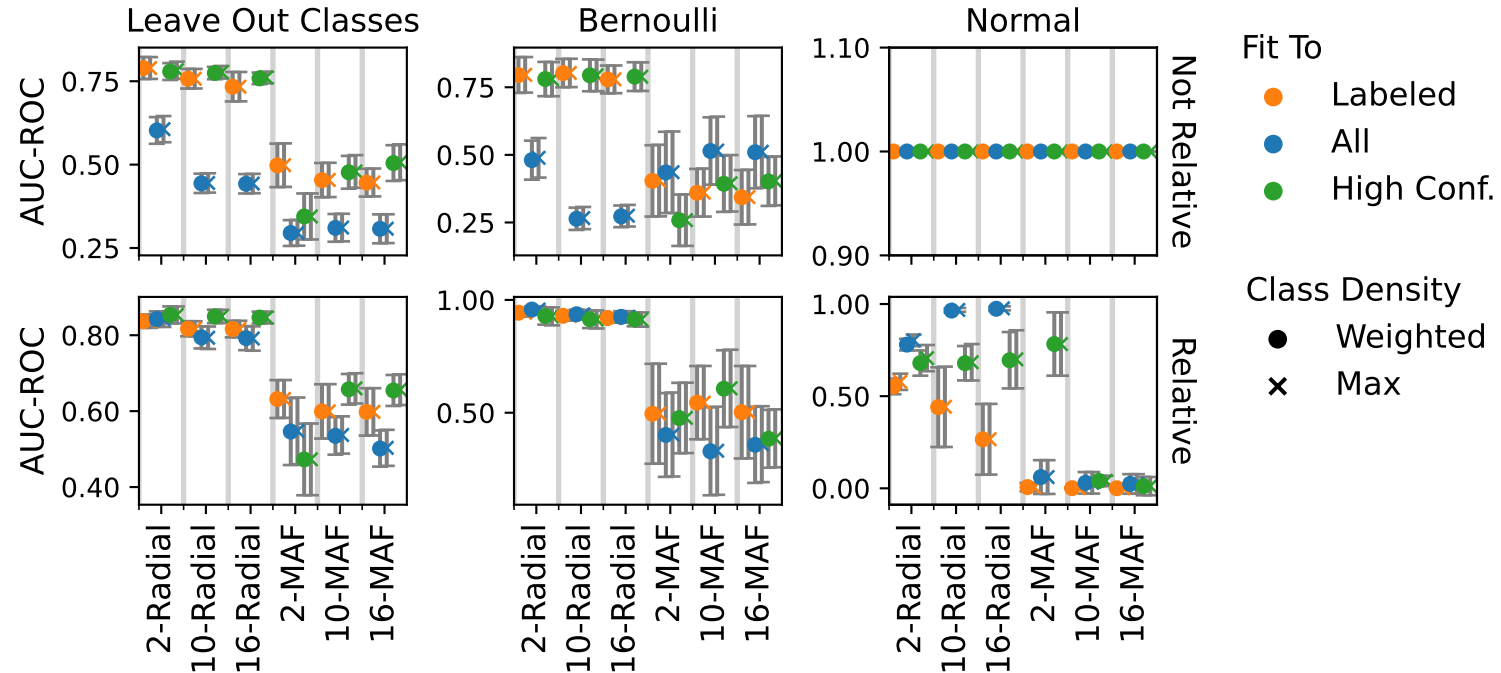 Leave Out Classes
Bernoulli
Normal
AUC-ROC
0.75
0.50
0.25
0.75
0.50
0.25
1.10
1.00
0.90
Not Relative
AUC-ROC
0.80
0.60
0.40
1.00
0.50
1.00
0.50
0.00
Relative
2-Radial
10-Radial
16-Radial
2-MAF
10-MAF
16-MAF
2-Radial
10-Radial
16-Radial
2-MAF
10-MAF
16-MAF
2-Radial
10-Radial
16-Radial
2-MAF
10-MAF
16-MAF
Fit To
Labeled
All
High Conf.
Class Density
Weighted
Max